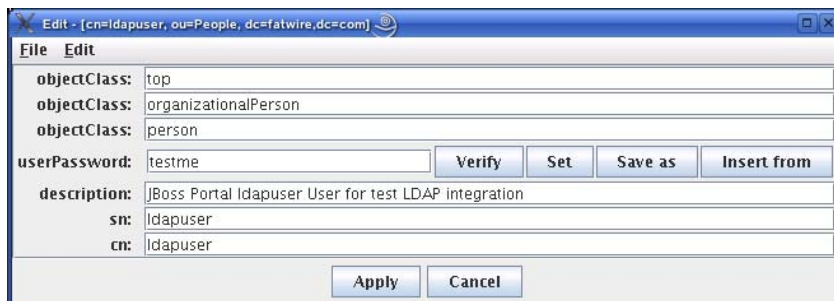 Edit - [cn=ldapuser, ou=People, dc=fatwire,dc=com]
File Edit
objectClass: top
objectClass: organizationalPerson
objectClass: person
userPassword: testme Verify Set Save as Insert from
description: JBoss Portal ldapuser User for test LDAP integration
sn: ldapuser
cn: ldapuser
Apply Cancel